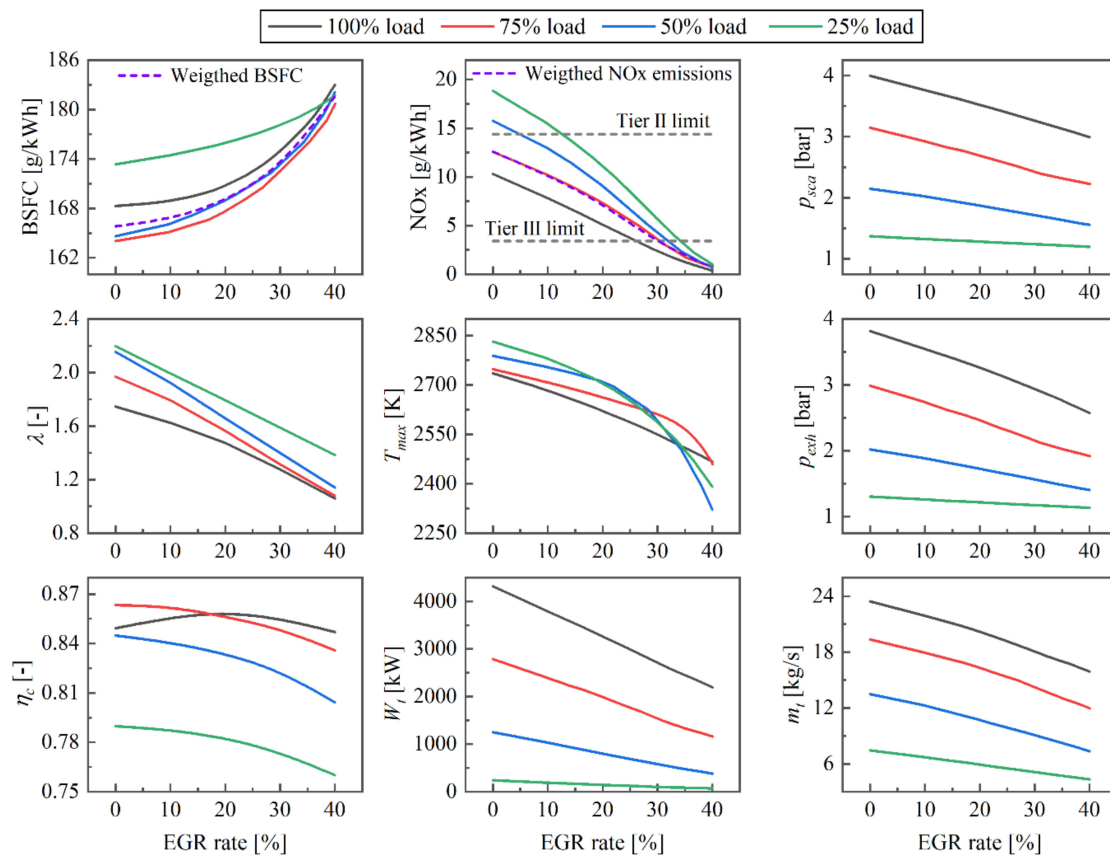 100% load 75% load 50% load 25% load
186
180
174
168
162
BSFC [g/kWh]
Weigthed BSFC
0 10 20 30 40
20
15
10
5
0
NOx [g/kWh]
Weigthed NOx emissions
Tier II limit
Tier III limit
0 10 20 30 40
4
3
2
1
p_sca [bar]
0 10 20 30 40
2.4
2.0
1.6
1.2
0.8
λ [-]
0 10 20 30 40
2850
2700
2550
2400
2250
T_max [K]
0 10 20 30 40
4
3
2
1
p_exh [bar]
0 10 20 30 40
0.87
0.84
0.81
0.78
0.75
η_c [-]
0 10 20 30 40
EGR rate [%]
4000
3000
2000
1000
0
W_t [kW]
0 10 20 30 40
EGR rate [%]
24
18
12
6
m_t [kg/s]
0 10 20 30 40
EGR rate [%]